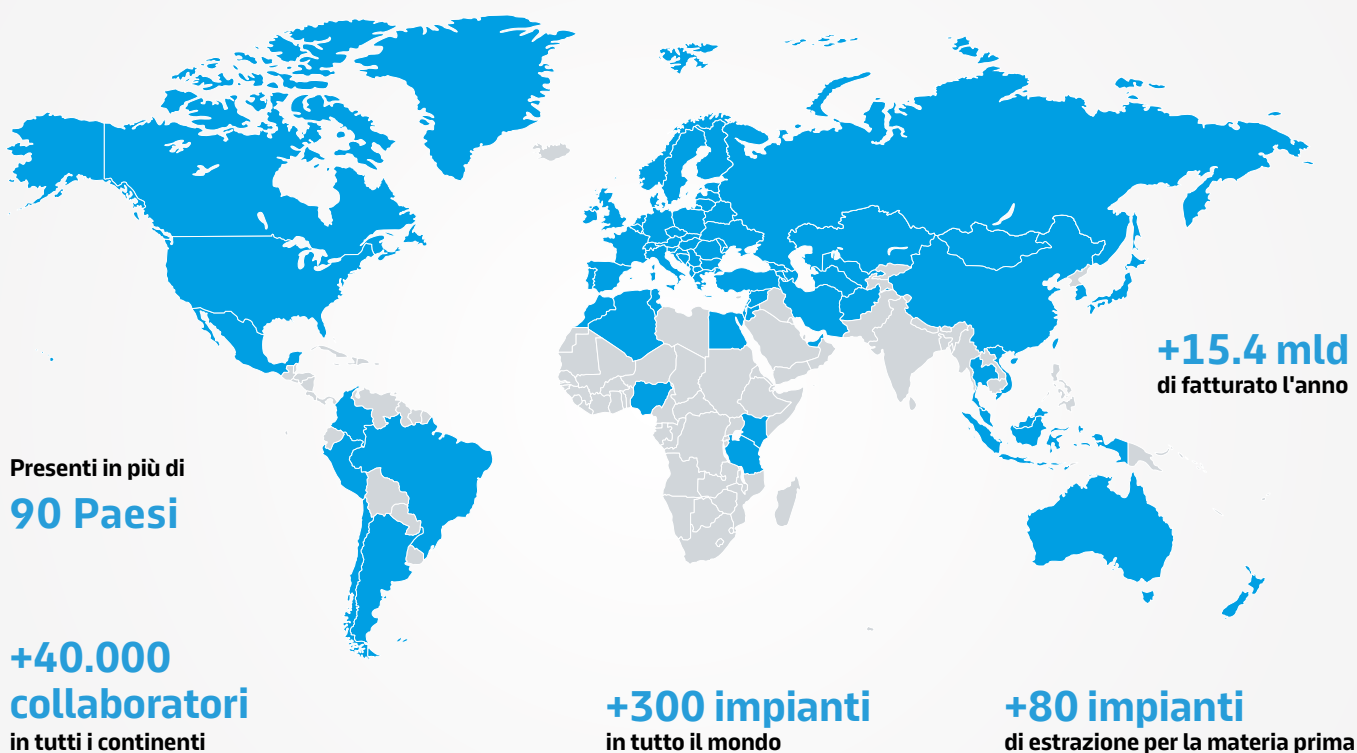 +15.4 mld
di fatturato l'anno
Presenti in più di
90 Paesi
+40.000
collaboratori
in tutti i continenti
+300 impianti
in tutto il mondo
+80 impianti
di estrazione per la materia prima